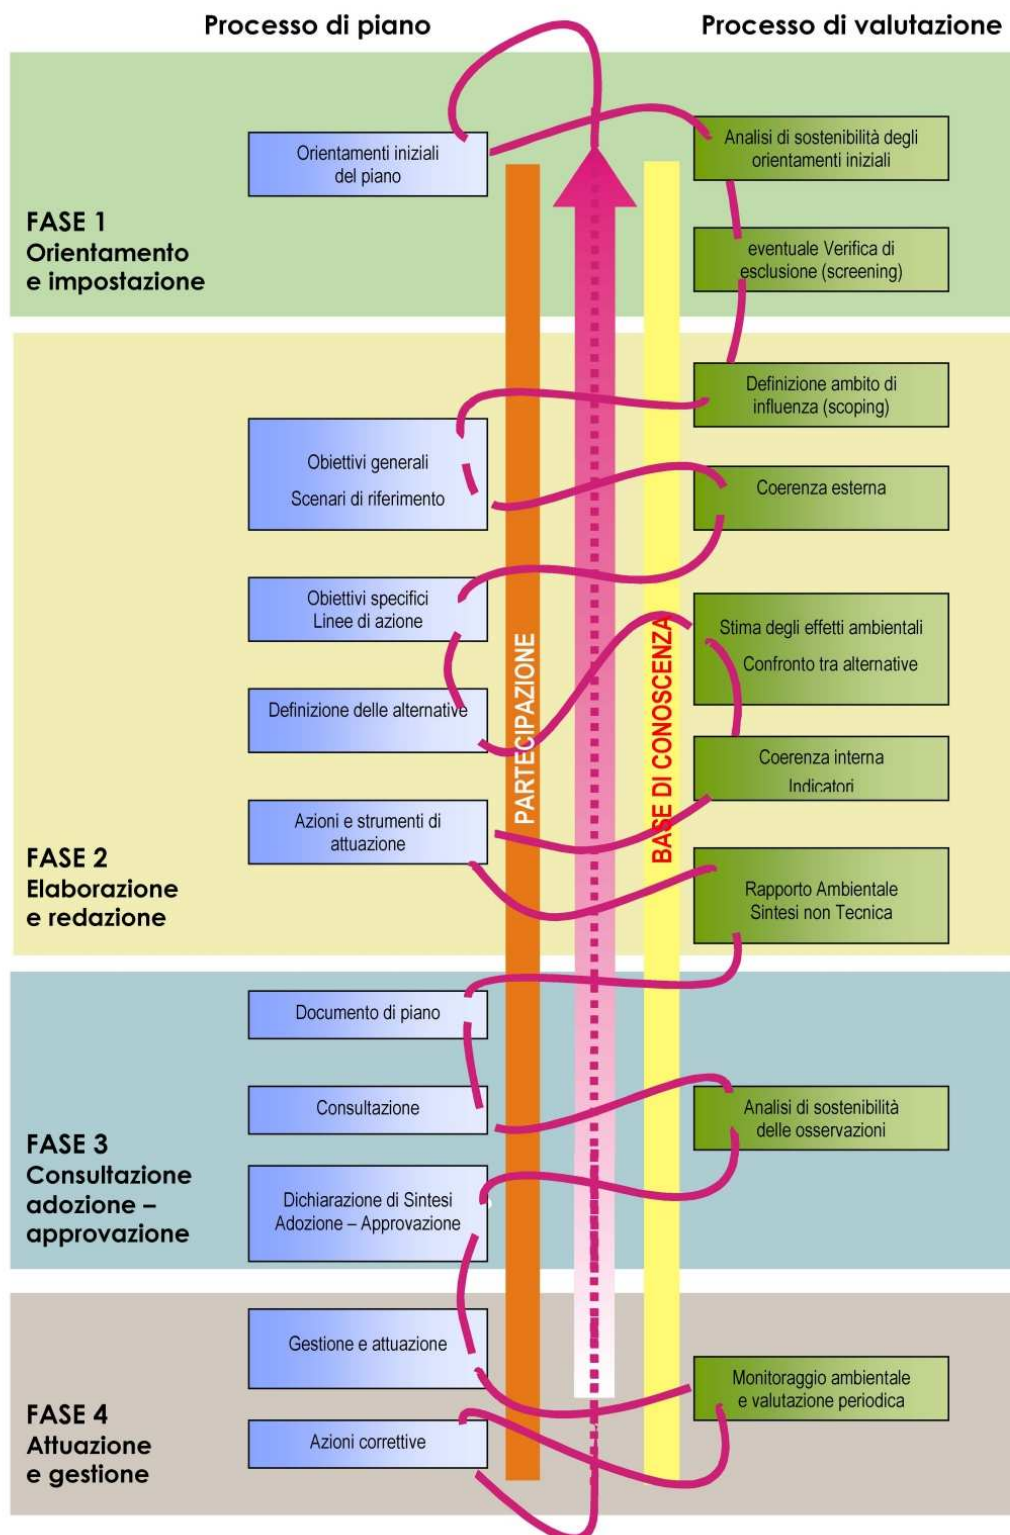 Processo di piano
Processo di valutazione
Orientamenti iniziali
del piano
Analisi di sostenibilità degli
orientamenti iniziali
eventuale Verifica di
esclusione (screening)
FASE 1
Orientamento
e impostazione
Definizione ambito di
influenza (scoping)
Obiettivi generali
Scenari di riferimento
Coerenza esterna
Obiettivi specifici
Linee di azione
Stima degli effetti ambientali
Confronto tra alternative
Definizione delle alternative
Coerenza interna
Indicatori
Azioni e strumenti di
attuazione
PARTECIPAZIONE
BASE DI CONOSCENZA
FASE 2
Elaborazione
e redazione
Rapporto Ambientale
Sintesi non Tecnica
Documento di piano
Consultazione
Analisi di sostenibilità
delle osservazioni
FASE 3
Consultazione
adozione –
approvazione
Dichiarazione di Sintesi
Adozione – Approvazione
Gestione e attuazione
Monitoraggio ambientale
e valutazione periodica
FASE 4
Attuazione
e gestione
Azioni correttive